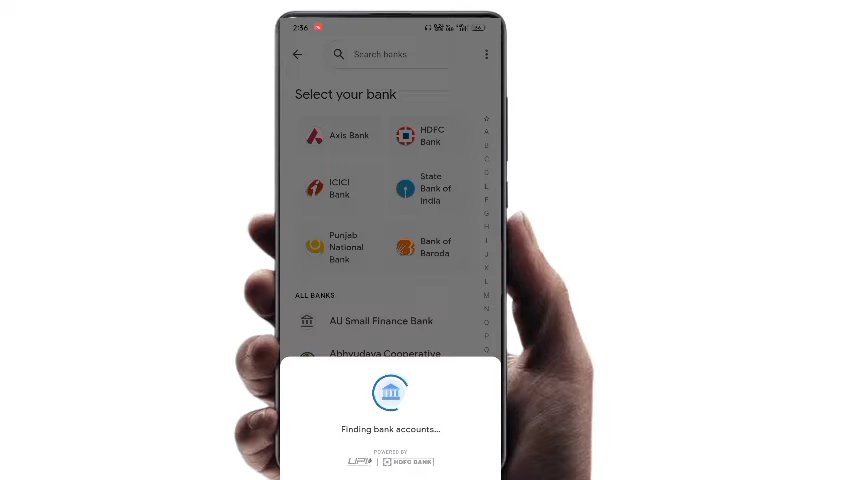 2:36
Search banks
Select your bank
Axis Bank
HDFC
Bank
ICICI
Bank
State
Bank of
India
Punjab
National
Bank
Bank of
Baroda
A
B
C
D
E
F
G
H
I
J
K
L
M
N
O
P
Q
ALL BANKS
AU Small Finance Bank
Abhyudaya Cooperative
Finding bank accounts...
POWERED BY
UPI | HDFC BANK